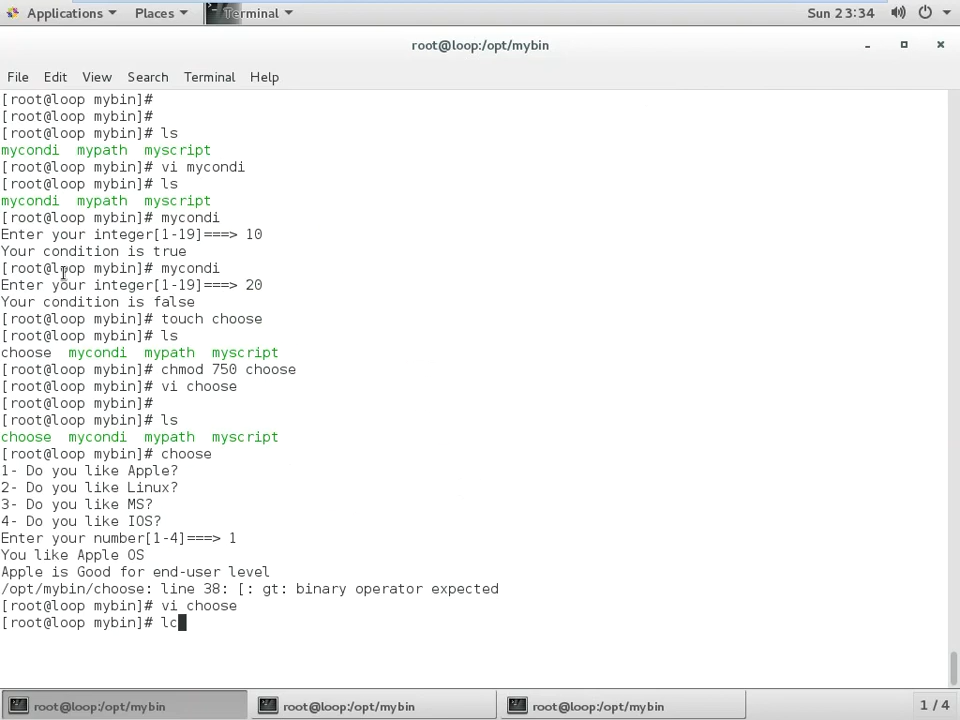 Applications Places Terminal Sun 23:34
root@loop:/opt/mybin
File Edit View Search Terminal Help
[root@loop mybin]#
[root@loop mybin]#
[root@loop mybin]# ls
mycondi mypath myscript
[root@loop mybin]# vi mycondi
[root@loop mybin]# ls
mycondi mypath myscript
[root@loop mybin]# mycondi
Enter your integer[1-19]===> 10
Your condition is true
[root@loop mybin]# mycondi
Enter your integer[1-19]===> 20
Your condition is false
[root@loop mybin]# touch choose
[root@loop mybin]# ls
choose mycondi mypath myscript
[root@loop mybin]# chmod 750 choose
[root@loop mybin]# vi choose
[root@loop mybin]#
[root@loop mybin]# ls
choose mycondi mypath myscript
[root@loop mybin]# choose
1- Do you like Apple?
2- Do you like Linux?
3- Do you like MS?
4- Do you like IOS?
Enter your number[1-4]===> 1
You like Apple OS
Apple is Good for end-user level
/opt/mybin/choose: line 38: [: gt: binary operator expected
[root@loop mybin]# vi choose
[root@loop mybin]# lc
root@loop:/opt/mybin root@loop:/opt/mybin root@loop:/opt/mybin 1 / 4